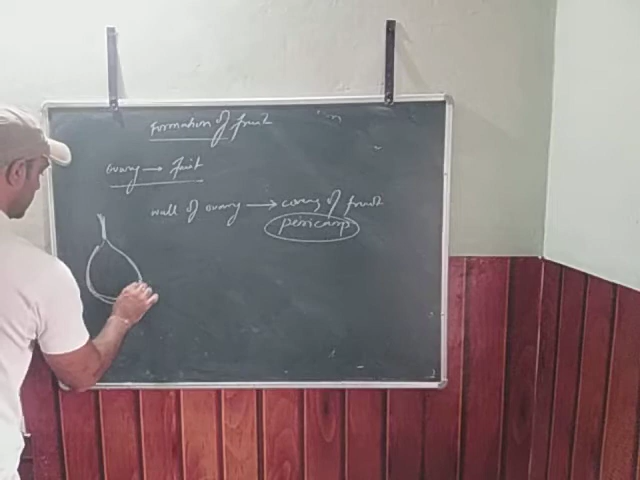 Formation of fruit
ovary → fruit
wall of ovary → covering of fruit
pericarp